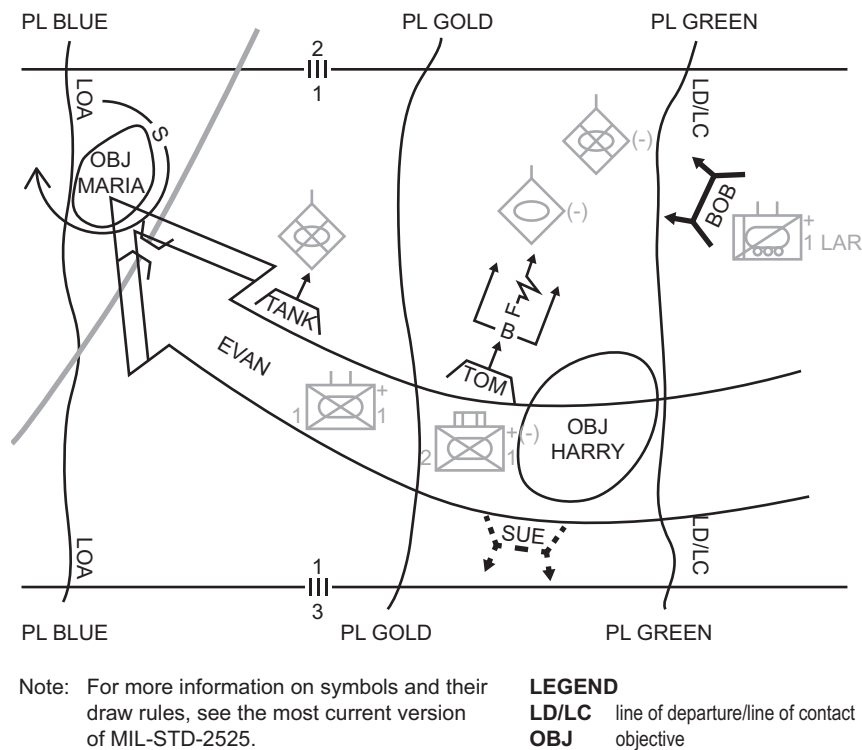 PL BLUE
PL GOLD
PL GREEN
2
1
LOA
LD/LC
S
OBJ
MARIA
(-)
(-)
BOB
+
1 LAR
TANK
F
B
EVAN
TOM
+
1
1
+(-)
2
1
OBJ
HARRY
SUE
LOA
LD/LC
1
3
PL BLUE
PL GOLD
PL GREEN
Note: For more information on symbols and their
draw rules, see the most current version
of MIL-STD-2525.
LEGEND
LD/LC line of departure/line of contact
OBJ objective